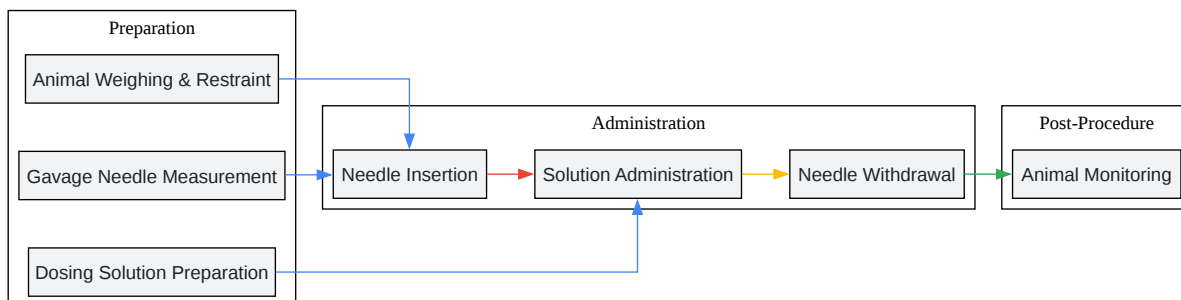 Preparation
Animal Weighing & Restraint
Gavage Needle Measurement
Dosing Solution Preparation
Administration
Needle Insertion
Solution Administration
Needle Withdrawal
Post-Procedure
Animal Monitoring